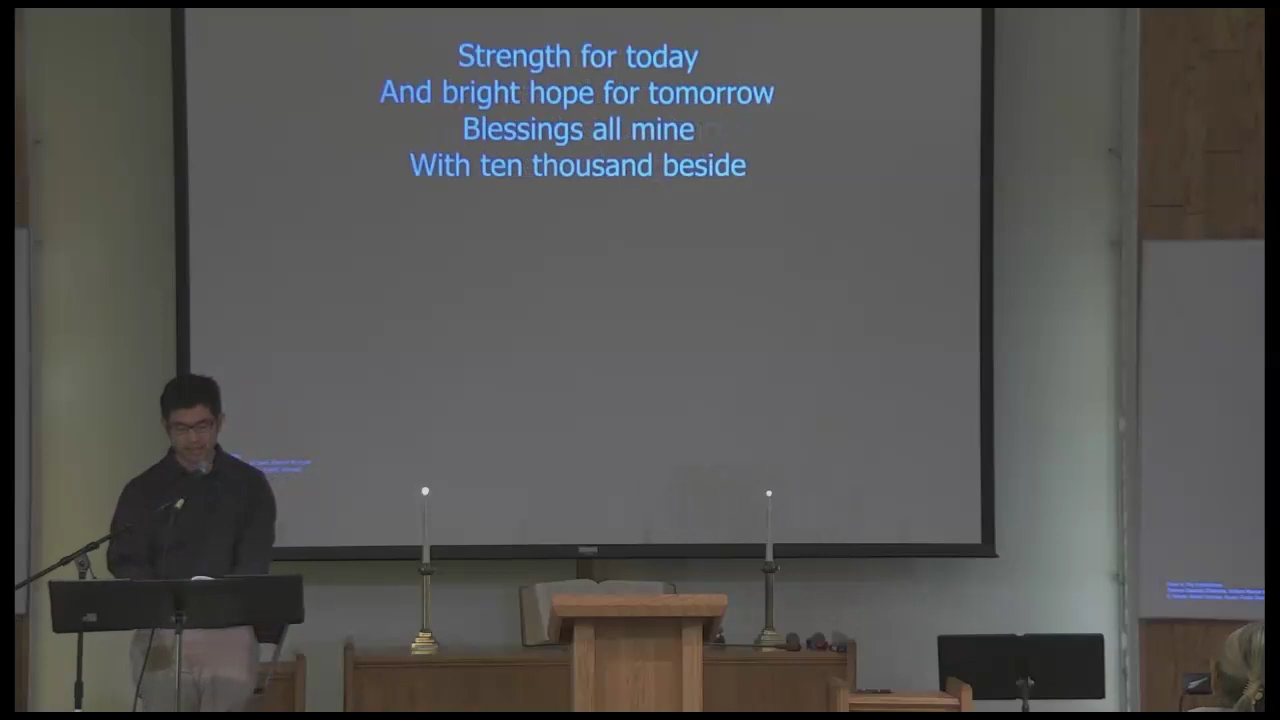 Strength for today
And bright hope for tomorrow
Blessings all mine
With ten thousand beside